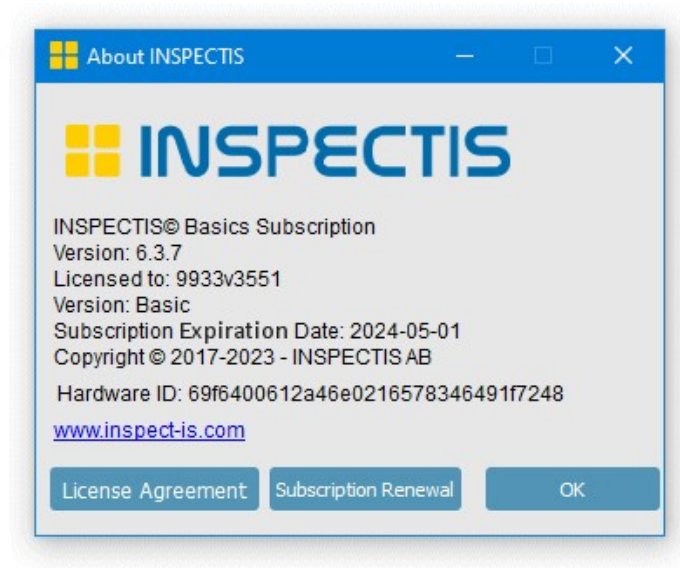 About INSPECTIS
INSPECTIS
INSPECTIS© Basics Subscription
Version: 6.3.7
Licensed to: 9933v3551
Version: Basic
Subscription Expiration Date: 2024-05-01
Copyright © 2017-2023 - INSPECTIS AB
Hardware ID: 69f6400612a46e0216578346491f7248
www.inspect-is.com
License Agreement Subscription Renewal OK